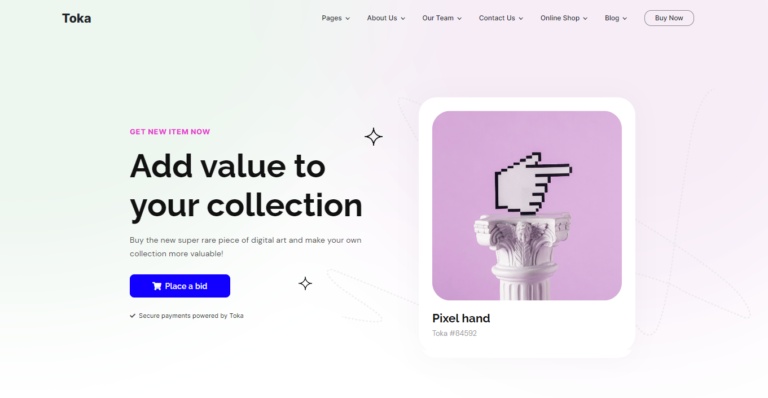 Toka
Pages
About Us
Our Team
Contact Us
Online Shop
Blog
Buy Now
GET NEW ITEM NOW
Add value to
your collection
Buy the new super rare piece of digital art and make your own
collection more valuable!
Place a bid
Secure payments powered by Toka
Pixel hand
Toka #84592